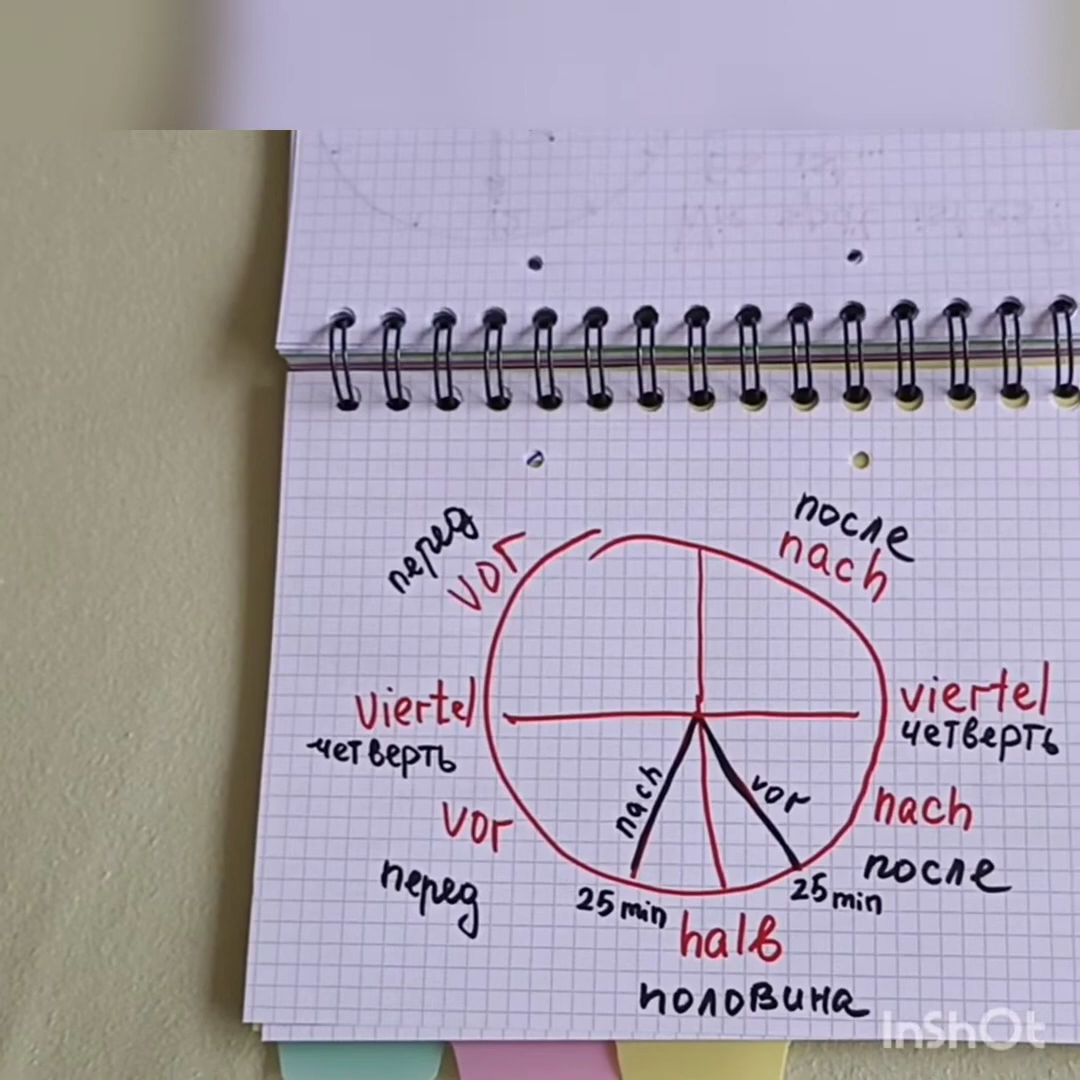 перед
vor
после
nach
viertel
четверть
viertel
четверть
nach
vor
vor
nach
перед
после
25 min
25 min
halb
половина
InShOt